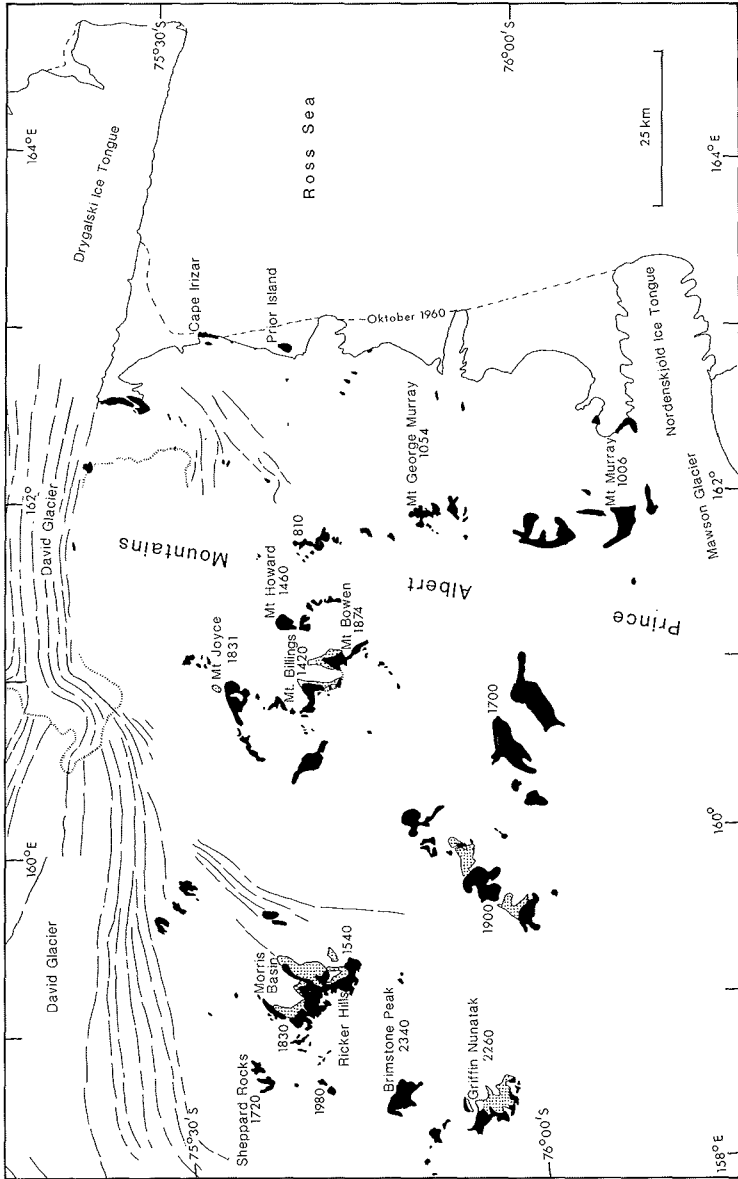 158°E
160°E
162°
164°E
75°30'S
David Glacier
David Glacier
Drygalski Ice Tongue
75°30'S
Sheppard Rocks
1720
Morris
Basin
1830
1540
1980
Ricker Hills
Mt Joyce
1831
Mountains
Cape Irizar
Mt Howard
1460
810
Prior Island
Ross Sea
Mt. Billings
1420
Mt Bowen
1874
Oktober 1960
Brimstone Peak
2340
Mt George Murray
1054
Albert
Griffin Nunatak
2260
1900
1700
76°00'S
76°00'S
Mt Murray
1006
Nordenskjold Ice Tongue
Prince
Mawson Glacier
25 km
160°
162°
164°E